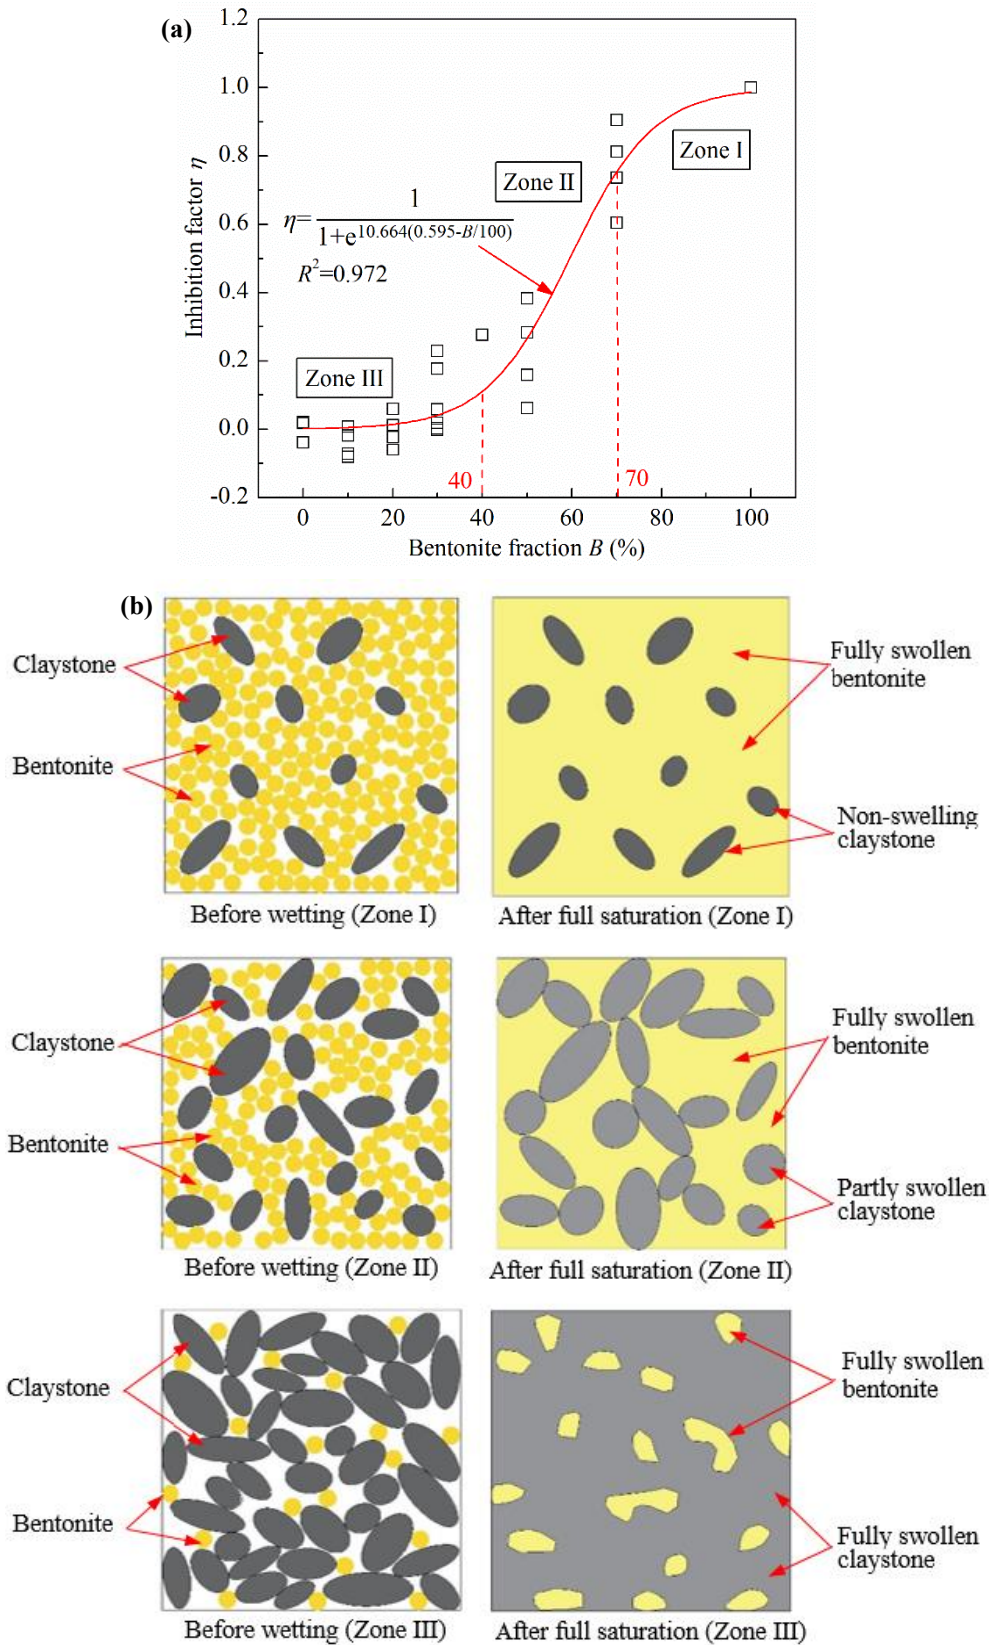 (a)
1.2
1.0
0.8
0.6
0.4
0.2
0.0
-0.2
Inhibition factor η
Zone I
Zone II
η=1/1+e^10.664(0.595-B/100)
R²=0.972
Zone III
40
70
0
20
40
60
80
100
Bentonite fraction B (%)
(b)
Claystone
Bentonite
Fully swollen
bentonite
Non-swelling
claystone
Before wetting (Zone I)
After full saturation (Zone I)
Claystone
Bentonite
Fully swollen
bentonite
Partly swollen
claystone
Before wetting (Zone II)
After full saturation (Zone II)
Claystone
Bentonite
Fully swollen
bentonite
Fully swollen
claystone
Before wetting (Zone III)
After full saturation (Zone III)